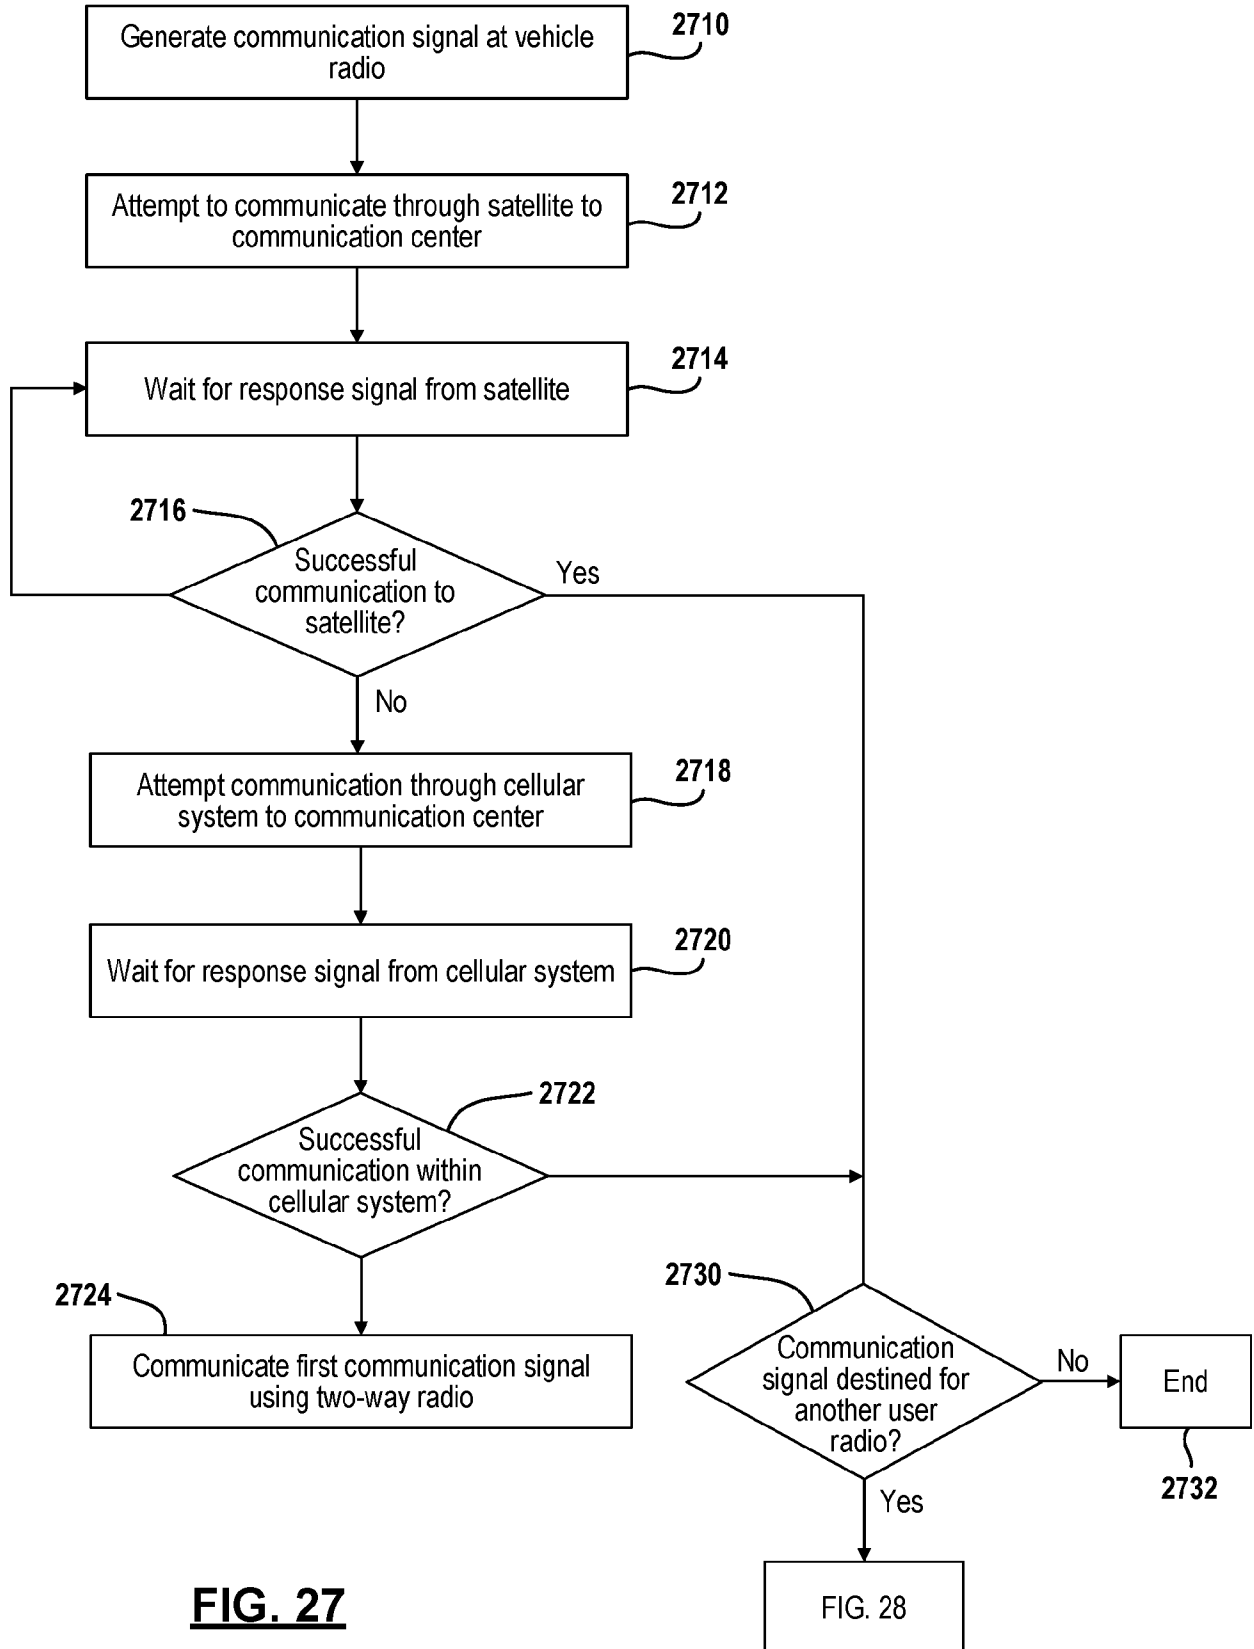 Generate communication signal at vehicle
radio
2710
Attempt to communicate through satellite to
communication center
2712
Wait for response signal from satellite
2714
2716
Successful
communication to
satellite?
Yes
No
Attempt communication through cellular
system to communication center
2718
Wait for response signal from cellular system
2720
2722
Successful
communication within
cellular system?
2724
Communicate first communication signal
using two-way radio
2730
Communication
signal destined for
another user
radio?
No
End
2732
Yes
FIG. 28
FIG. 27